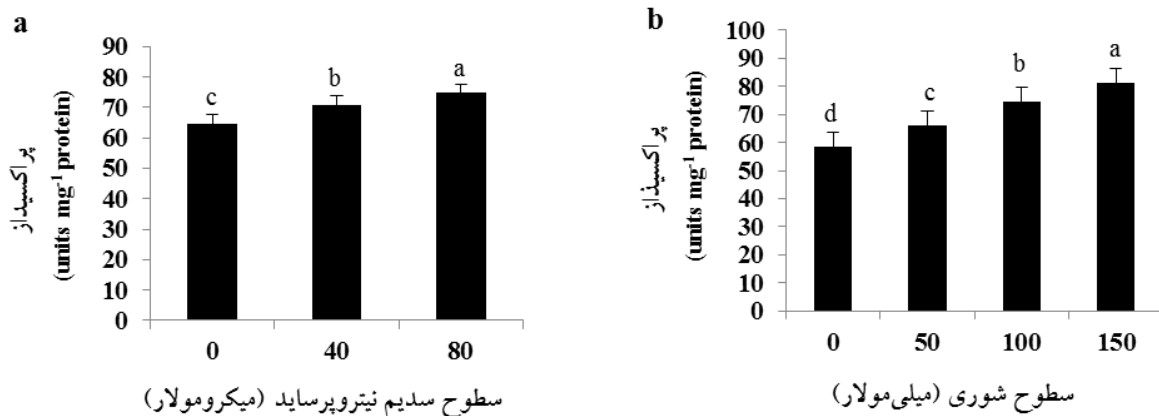 a
90
80
70
60
50
40
30
20
10
0
پراکسیداز
(units mg-1 protein)
c
b
a
0 40 80
سطوح سدیم نیتروپرساید (میکرومولار)
b
100
90
80
70
60
50
40
30
20
10
0
پراکسیذاز
(units mg-1 protein)
d
c
b
a
0 50 100 150
سطوح شوری (میلی‌مولار)